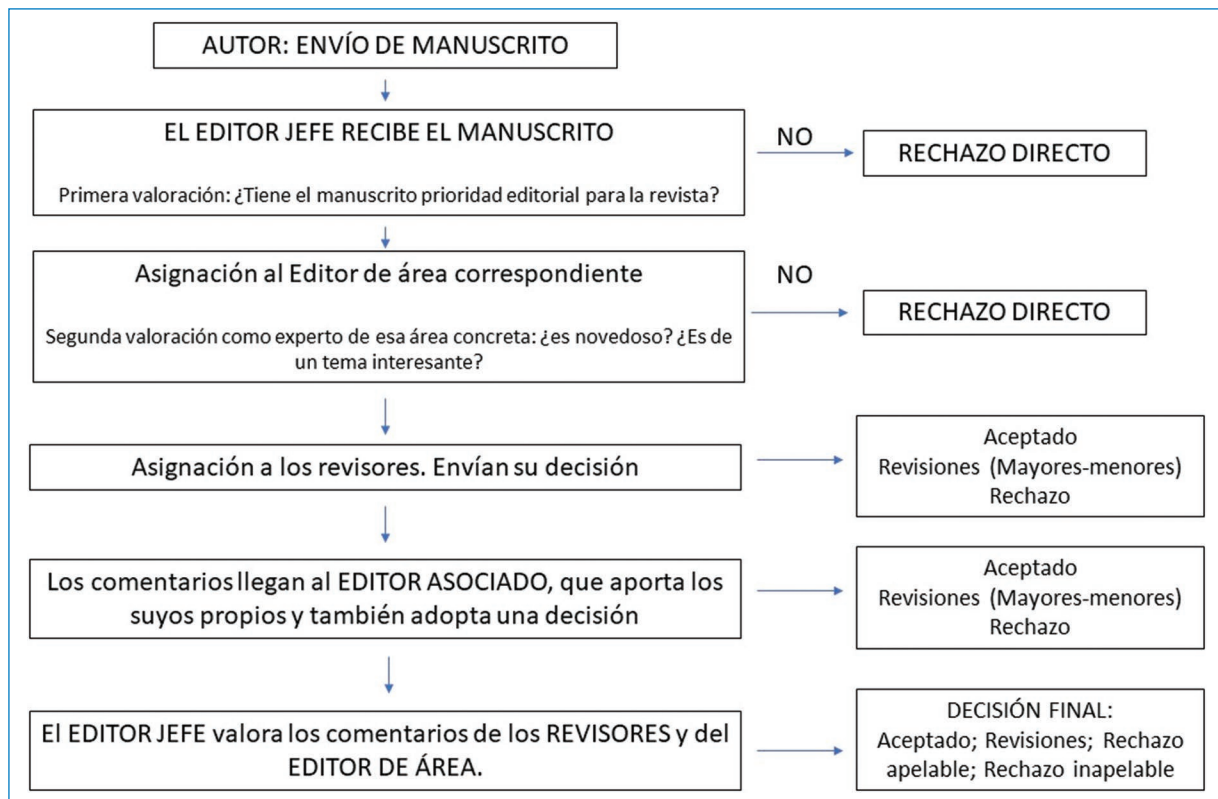 AUTOR: ENVÍO DE MANUSCRITO
EL EDITOR JEFE RECIBE EL MANUSCRITO
Primera valoración: ¿Tiene el manuscrito prioridad editorial para la revista?
NO
RECHAZO DIRECTO
Asignación al Editor de área correspondiente
Segunda valoración como experto de esa área concreta: ¿es novedoso? ¿Es de
un tema interesante?
NO
RECHAZO DIRECTO
Asignación a los revisores. Envían su decisión
Aceptado
Revisiones (Mayores-menores)
Rechazo
Los comentarios llegan al EDITOR ASOCIADO, que aporta los
suyos propios y también adopta una decisión
Aceptado
Revisiones (Mayores-menores)
Rechazo
El EDITOR JEFE valora los comentarios de los REVISORES y del
EDITOR DE ÁREA.
DECISIÓN FINAL:
Aceptado; Revisiones; Rechazo
apelable; Rechazo inapelable